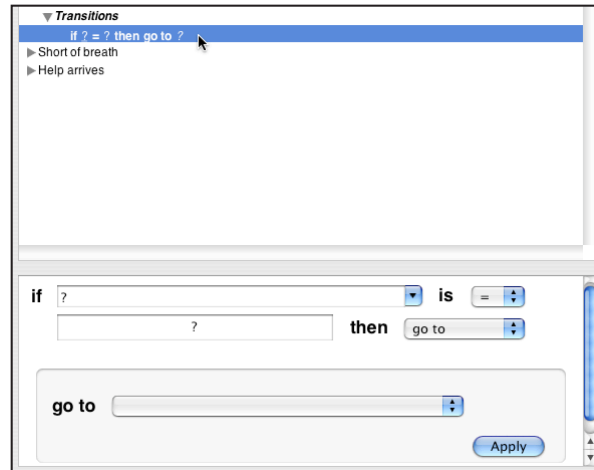 Transitions
if ? = ? then go to ?
Short of breath
Help arrives
if ? is =
? then go to
go to
Apply